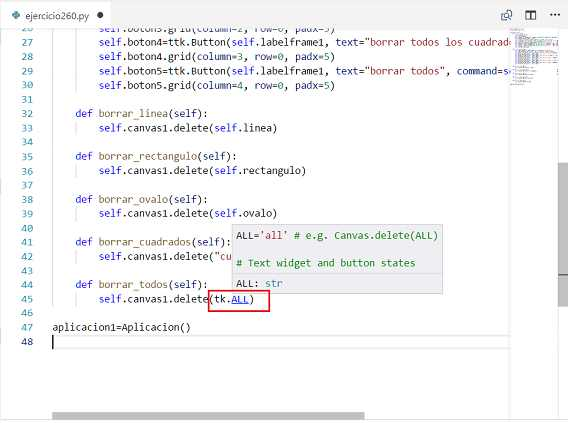 ejercicio260.py
26 self.boton3.grid(column=2, row=0, padx=5)
27 self.boton4=ttk.Button(self.labelframe1, text="borrar todos los cuadrad
28 self.boton4.grid(column=3, row=0, padx=5)
29 self.boton5=ttk.Button(self.labelframe1, text="borrar todos", command=se
30 self.boton5.grid(column=4, row=0, padx=5)
31
32 def borrar_linea(self):
33 self.canvas1.delete(self.linea)
34
35 def borrar_rectangulo(self):
36 self.canvas1.delete(self.rectangulo)
37
38 def borrar_ovalo(self):
39 self.canvas1.delete(self.ovalo)
40
41 def borrar_cuadrados(self):
42 self.canvas1.delete("cu
43
44 def borrar_todos(self):
45 self.canvas1.delete(tk.ALL)
46
47 aplicacion1=Aplicacion()
48
ALL='all' # e.g. Canvas.delete(ALL)
# Text widget and button states
ALL: str